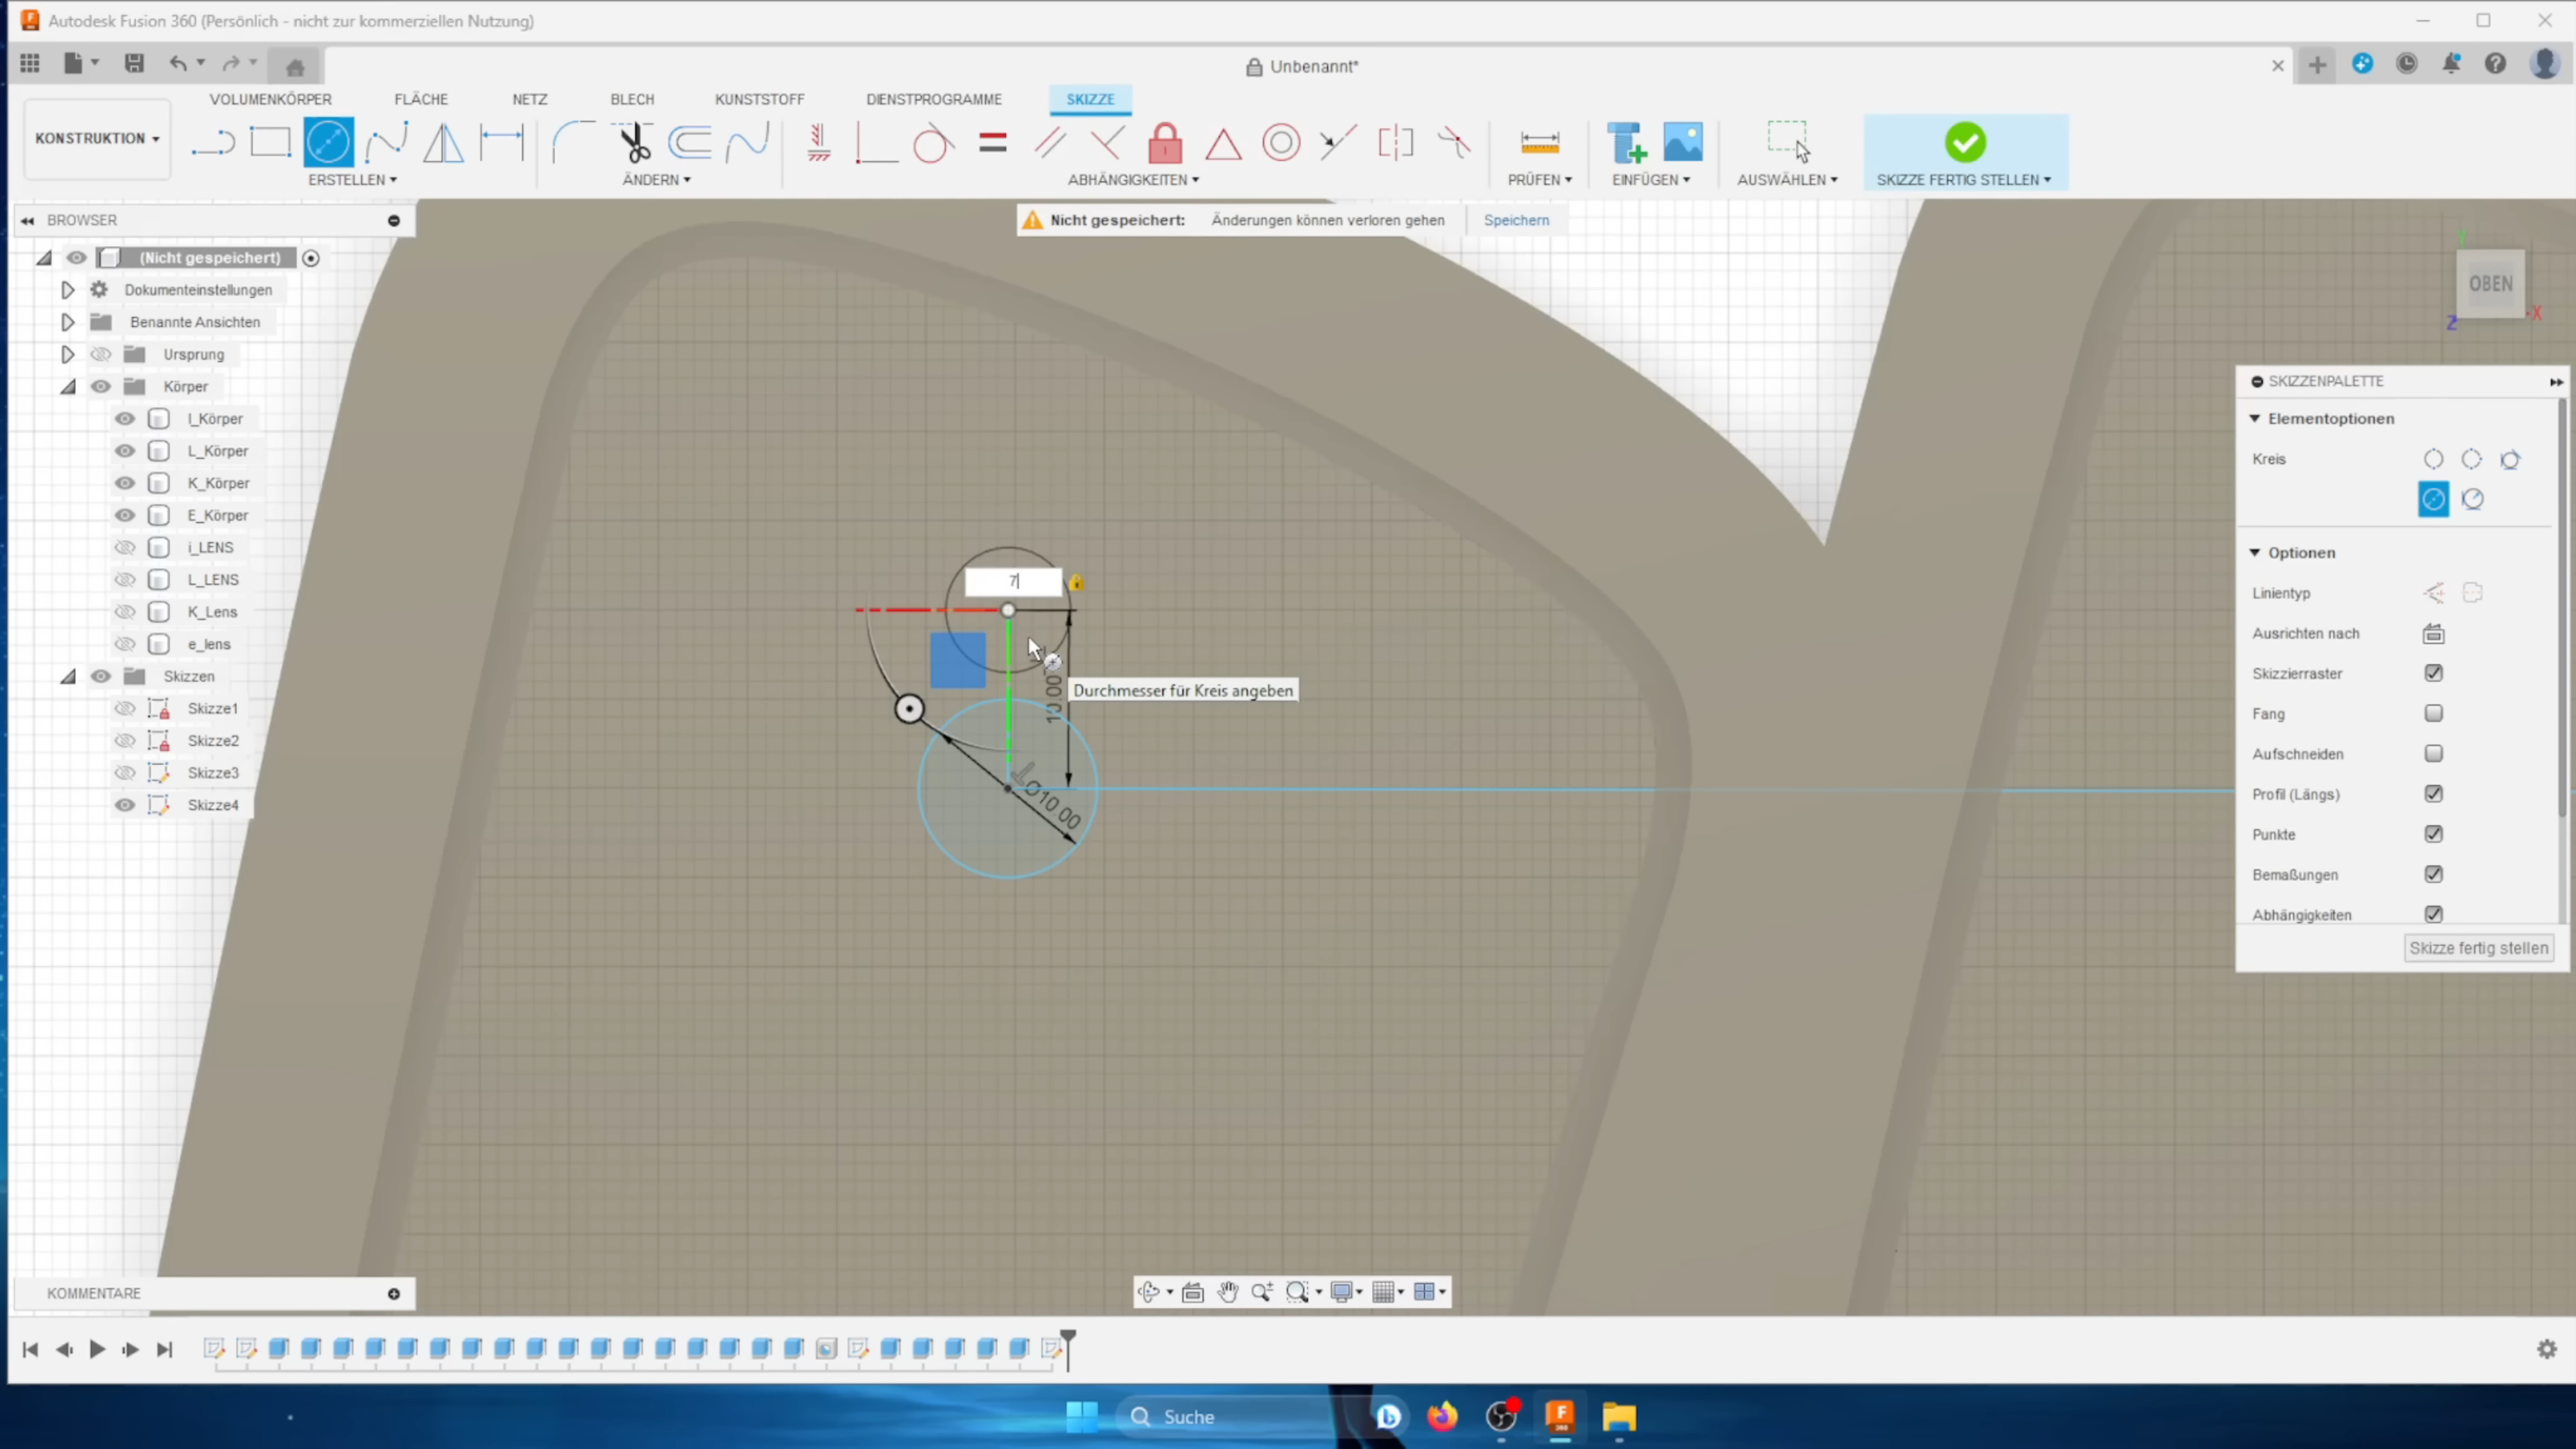 Autodesk Fusion 360 (Persönlich - nicht zur kommerziellen Nutzung)
Unbenannt*
VOLUMENKÖRPER FLÄCHE NETZ BLECH KUNSTSTOFF DIENSTPROGRAMME SKIZZE
KONSTRUKTION
ERSTELLEN ÄNDERN ABHÄNGIGKEITEN PRÜFEN EINFÜGEN AUSWÄHLEN SKIZZE FERTIG STELLEN
BROWSER
Nicht gespeichert: Änderungen können verloren gehen Speichern
(Nicht gespeichert)
Dokumenteinstellungen
Benannte Ansichten
Ursprung
Körper
I_Körper
L_Körper
K_Körper
E_Körper
i_LENS
L_LENS
K_Lens
e_lens
Skizzen
Skizze1
Skizze2
Skizze3
Skizze4
Y
OBEN
X
Z
7
10.00
Durchmesser für Kreis angeben
Ø10.00
SKIZZENPALETTE
Elementoptionen
Kreis
Optionen
Linientyp
Ausrichten nach
Skizzierraster
Fang
Aufschneiden
Profil (Längs)
Punkte
Bemaßungen
Abhängigkeiten
Skizze fertig stellen
KOMMENTARE
Suche
F
360